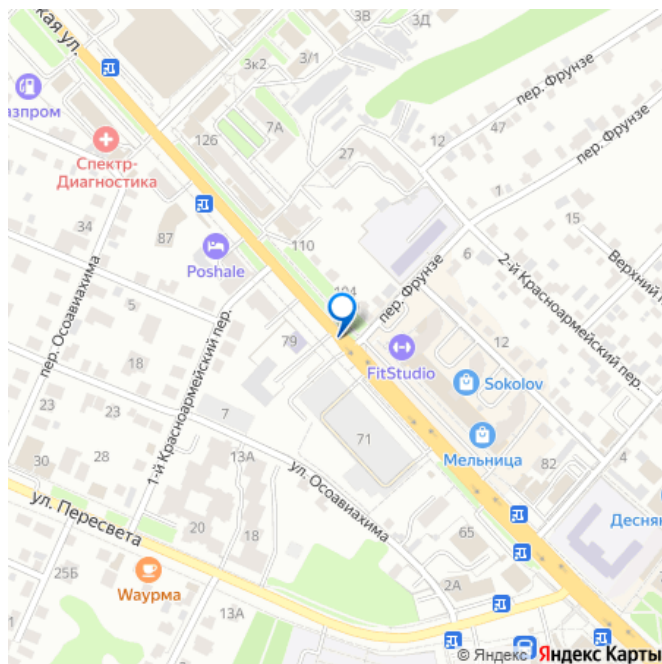 3В
3Д
кая ул.
3/1
3к2
азпром
пер. Фрунзе
7А
12
47
126
пер. Фрунзе
Спектр-
Диагностика
27
1
34
15
87
110
6
Верхний
Poshale
2-й Красноармейский пер.
104
пер. Фрунзе
5
пер. Осоавиахима
1-й Красноармейский пер.
79
12
18
FitStudio
Sokolov
23
23
7
71
Мельница
28
13А
30
ул. Осоавиахима
82
4
ул. Пересвета
20
18
65
Десня
25Б
Wаурма
2А
13А
© Яндекс Яндекс Карты